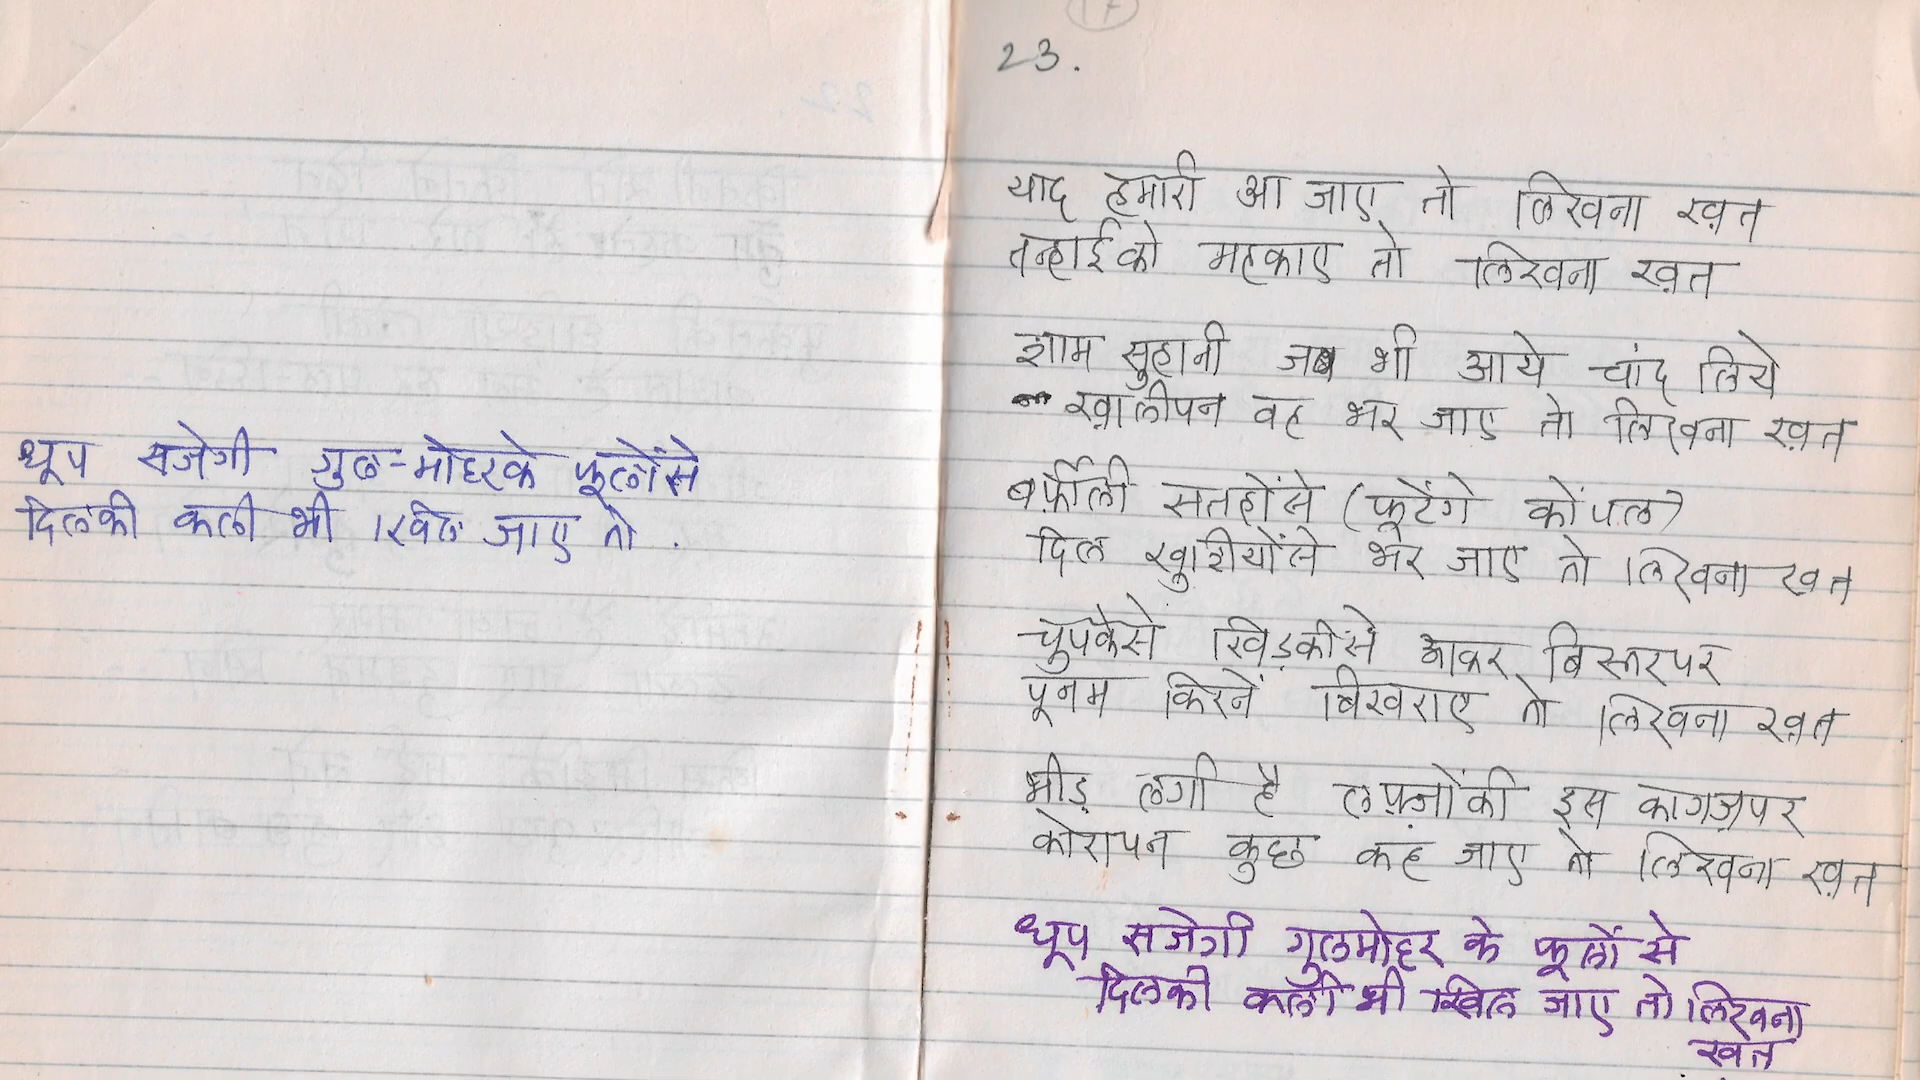 धूप सजेगी गुल-मोहरके फूलोंसे
दिलकी कली भी खिल जाए तो .
17
23.
याद हमारी आ जाए तो लिखना ख़त
तन्हाईको महकाए तो लिखना ख़त
शाम सुहानी जब भी आये चांद लिये
ख़ालीपन वह भर जाए तो लिखना ख़त
बर्फ़ीली सतहोंसे (फूटेंगे कोंपल)
दिल खुशीयोंसे भर जाए तो लिखना ख़त
चुपकेसे खिड़कीसे आकर बिस्तरपर
पूनम किरनें बिखराए तो लिखना ख़त
भीड़ लगी है लफ़्ज़ोंकी इस काग़ज़पर
कोरापन कुछ कह जाए तो लिखना ख़त
धूप सजेगी गुलमोहर के फूलों से
दिलकी कली भी खिल जाए तो लिखना
ख़त